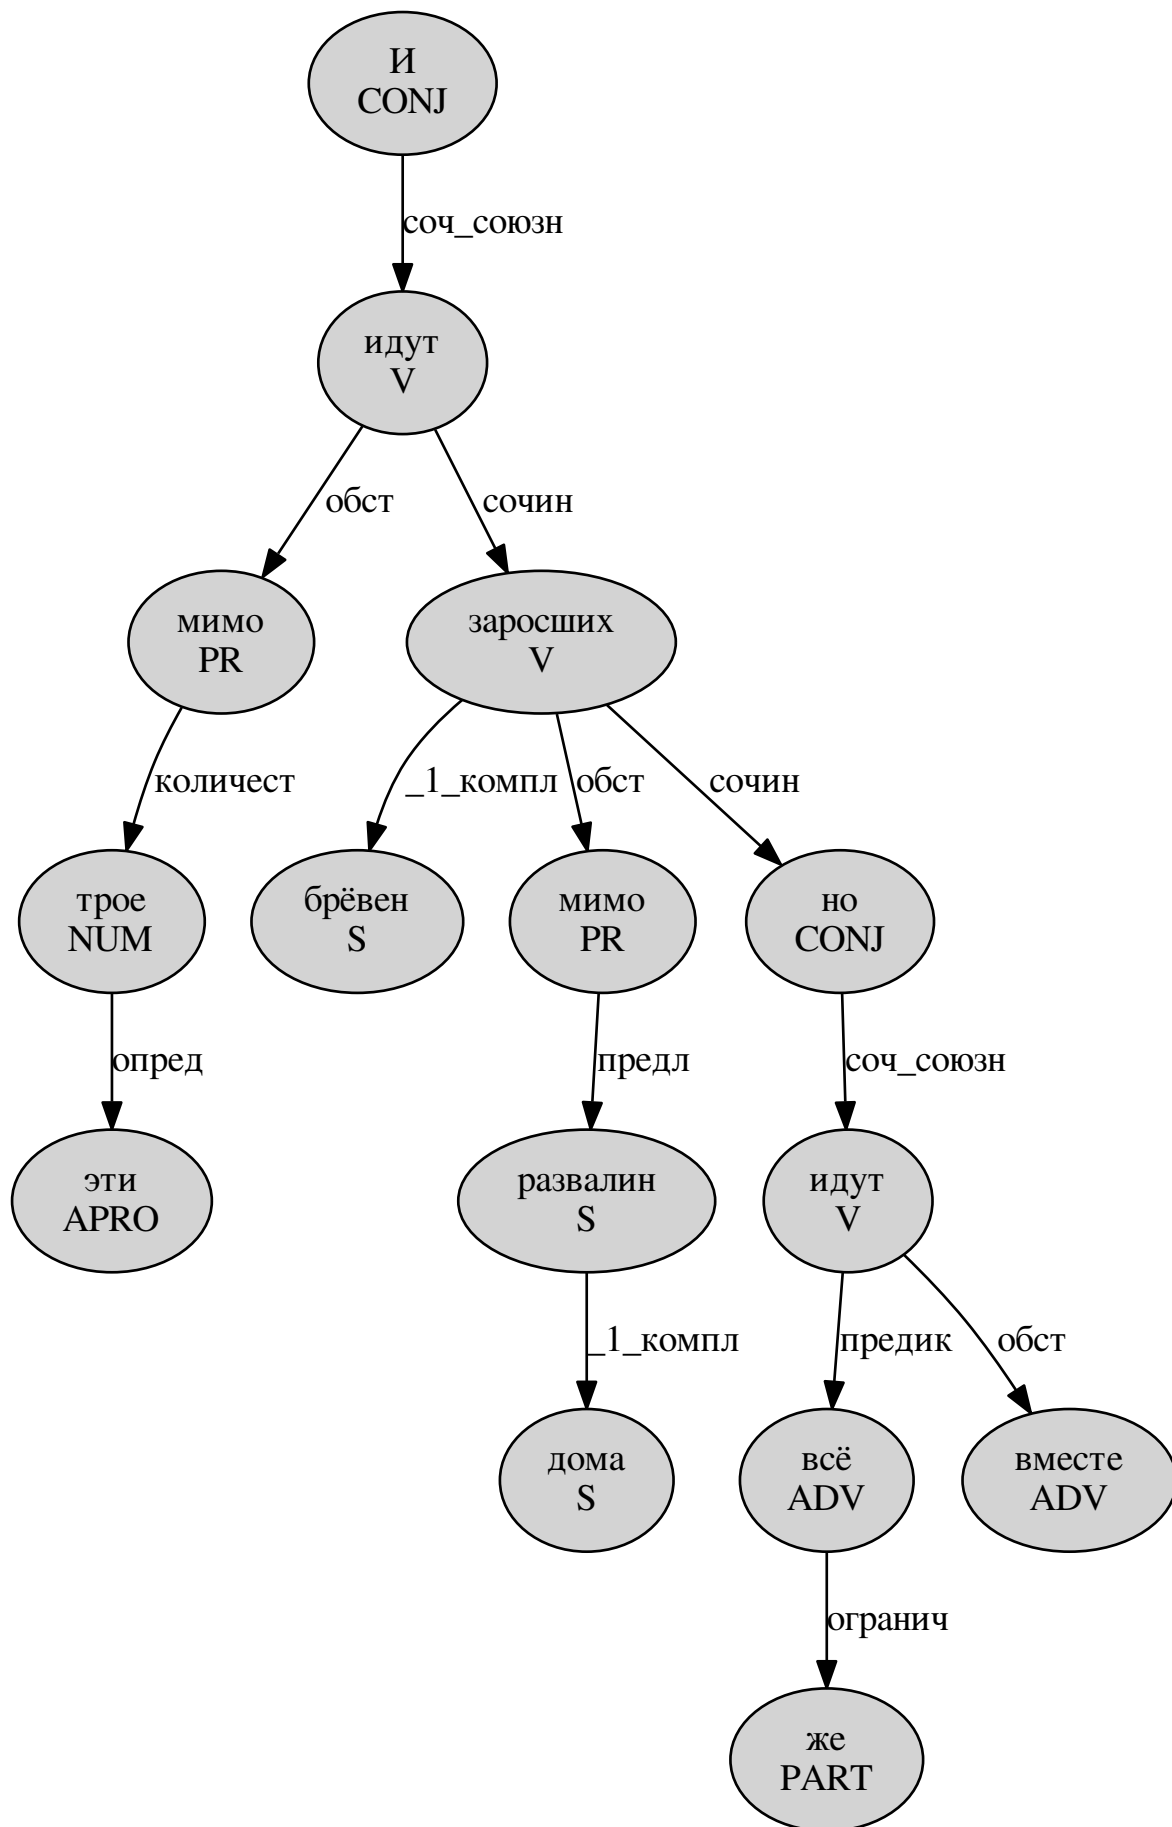 И
CONJ
соч_союзн
идут
V
обст
сочин
мимо
PR
заросших
V
количест
_1_компл
обст
сочин
трое
NUM
брёвен
S
мимо
PR
но
CONJ
опред
предл
соч_союзн
эти
APRO
развалин
S
идут
V
_1_компл
предик
обст
дома
S
всё
ADV
вместе
ADV
огранич
же
PART